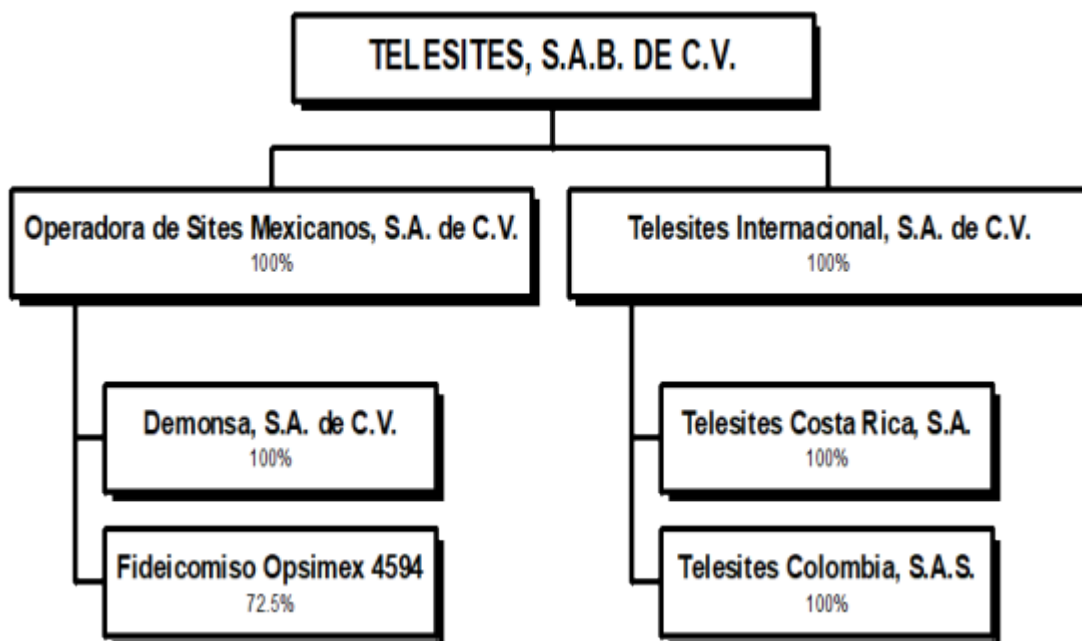 TELESITES, S.A.B. DE C.V.
Operadora de Sites Mexicanos, S.A. de C.V.
100%
Telesites Internacional, S.A. de C.V.
100%
Demonsa, S.A. de C.V.
100%
Telesites Costa Rica, S.A.
100%
Fideicomiso Opsimex 4594
72.5%
Telesites Colombia, S.A.S.
100%